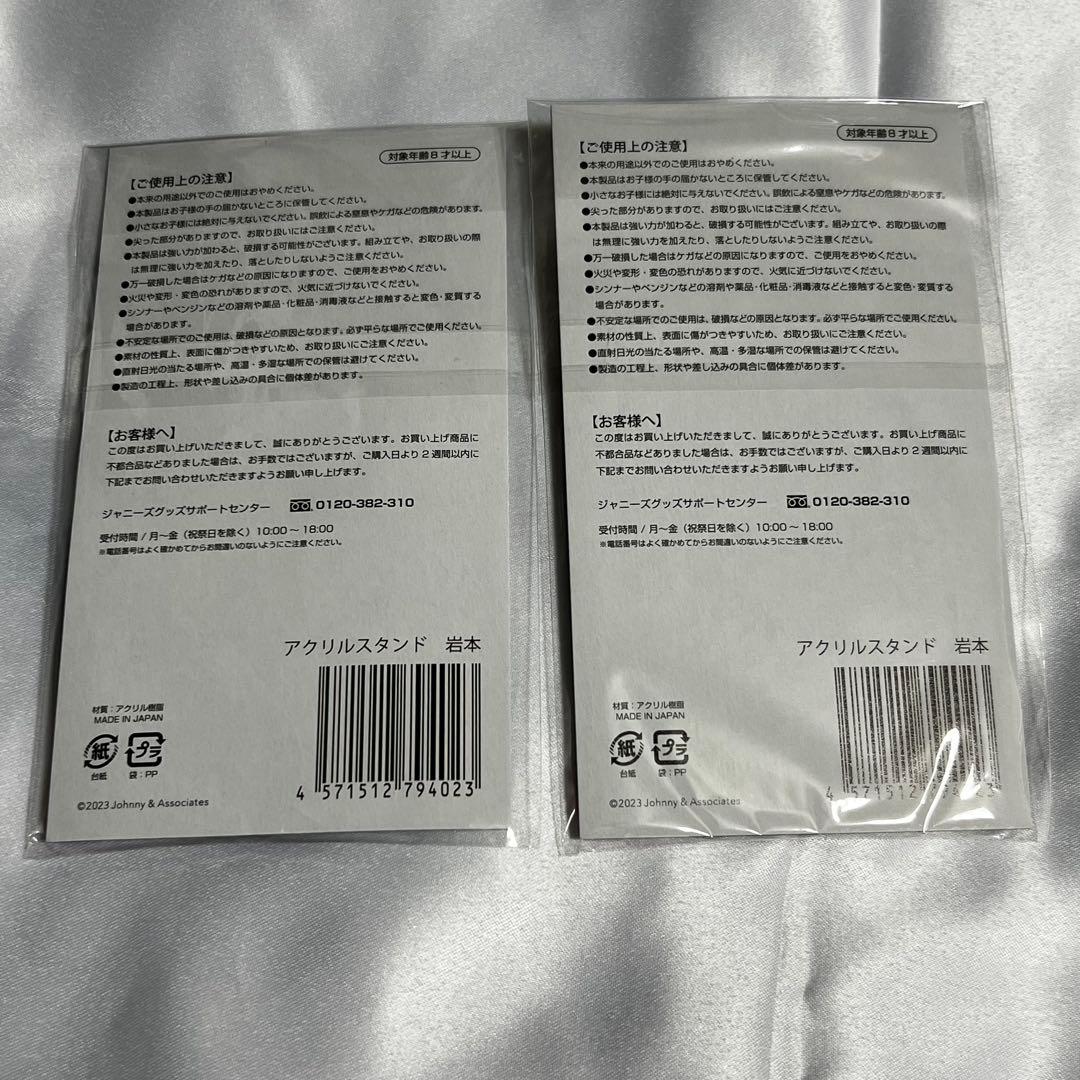 対象年齢8才以上
【ご使用上の注意】
●本来の用途以外でのご使用はおやめください。
●本製品はお子様の手の届かないところに保管してください。
●小さなお子様には絶対に与えないでください。誤飲による窒息やケガなどの危険があります。
●尖った部分がありますので、お取り扱いにはご注意ください。
●本製品は強い力が加わると、破損する可能性がございます。組み立てや、お取り扱いの際
は無理に強い力を加えたり、落としたりしないようご注意ください。
●万一破損した場合はケガなどの原因になりますので、ご使用をおやめください。
●火災や変形・変色の恐れがありますので、火気に近づけないでください。
●シンナーやベンジンなどの溶剤や薬品・化粧品・消毒液などと接触すると変色・変質する
場合があります。
●不安定な場所でのご使用は、破損などの原因となります。必ず平らな場所でご使用ください。
●素材の性質上、表面に傷がつきやすいため、お取り扱いにご注意ください。
●直射日光の当たる場所や、高温・多湿な場所での保管は避けてください。
●製造の工程上、形状や差し込みの具合に個体差があります。
【お客様へ】
この度はお買い上げいただきまして、誠にありがとうございます。お買い上げ商品に
不都合品などありました場合は、お手数ではございますが、ご購入日より2週間以内に
下記までお問い合わせいただきますようお願い申し上げます。
ジャニーズグッズサポートセンター 0120-382-310
受付時間/月〜金（祝祭日を除く）10:00〜18:00
※電話番号はよく確かめてからお間違いのないようにご注意ください。
アクリルスタンド 岩本
材質：アクリル樹脂
MADE IN JAPAN
紙 プラ
台紙 袋：PP
4 571512 794023
©2023 Johnny & Associates
対象年齢8才以上
【ご使用上の注意】
●本来の用途以外でのご使用はおやめください。
●本製品はお子様の手の届かないところに保管してください。
●小さなお子様には絶対に与えないでください。誤飲による窒息やケガなどの危険があります。
●尖った部分がありますので、お取り扱いにはご注意ください。
●本製品は強い力が加わると、破損する可能性がございます。組み立てや、お取り扱いの際
は無理に強い力を加えたり、落としたりしないようご注意ください。
●万一破損した場合はケガなどの原因になりますので、ご使用をおやめください。
●火災や変形・変色の恐れがありますので、火気に近づけないでください。
●シンナーやベンジンなどの溶剤や薬品・化粧品・消毒液などと接触すると変色・変質する
場合があります。
●不安定な場所でのご使用は、破損などの原因となります。必ず平らな場所でご使用ください。
●素材の性質上、表面に傷がつきやすいため、お取り扱いにご注意ください。
●直射日光の当たる場所や、高温・多湿な場所での保管は避けてください。
●製造の工程上、形状や差し込みの具合に個体差があります。
【お客様へ】
この度はお買い上げいただきまして、誠にありがとうございます。お買い上げ商品に
不都合品などありました場合は、お手数ではございますが、ご購入日より2週間以内に
下記までお問い合わせいただきますようお願い申し上げます。
ジャニーズグッズサポートセンター 0120-382-310
受付時間/月〜金（祝祭日を除く）10:00〜18:00
※電話番号はよく確かめてからお間違いのないようにご注意ください。
アクリルスタンド 岩本
材質：アクリル樹脂
MADE IN JAPAN
紙 プラ
台紙 袋：PP
4 571512 794023
©2023 Johnny & Associates